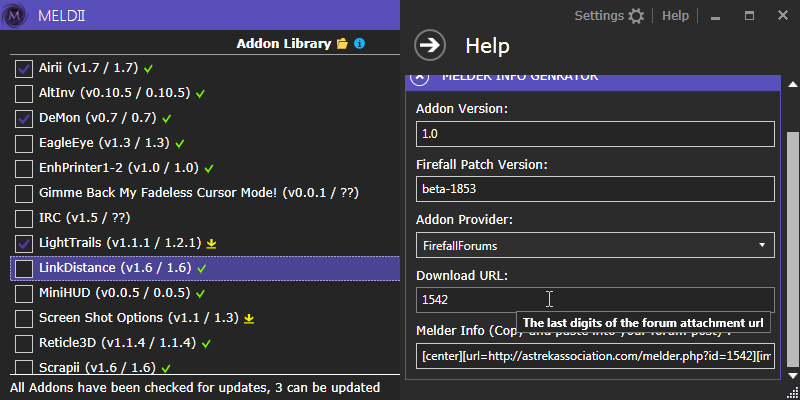 MELDII
Settings
Help
Addon Library
Airii (v1.7 / 1.7)
AltInv (v0.10.5 / 0.10.5)
DeMon (v0.7 / 0.7)
EagleEye (v1.3 / 1.3)
EnhPrinter1-2 (v1.0 / 1.0)
Gimme Back My Fadeless Cursor Mode! (v0.0.1 / ??)
IRC (v1.5 / ??)
LightTrails (v1.1.1 / 1.2.1)
LinkDistance (v1.6 / 1.6)
MiniHUD (v0.0.5 / 0.0.5)
Screen Shot Options (v1.1 / 1.3)
Reticle3D (v1.1.4 / 1.1.4)
Scrapii (v1.6 / 1.6)
All Addons have been checked for updates, 3 can be updated
Help
MELDER INFO GENRATOR
Addon Version:
1.0
Firefall Patch Version:
beta-1853
Addon Provider:
FirefallForums
Download URL:
1542
The last digits of the forum attachment url
Melder Info (Copy and paste into your forum post) :
[center][url=http://astrekassociation.com/melder.php?id=1542][im